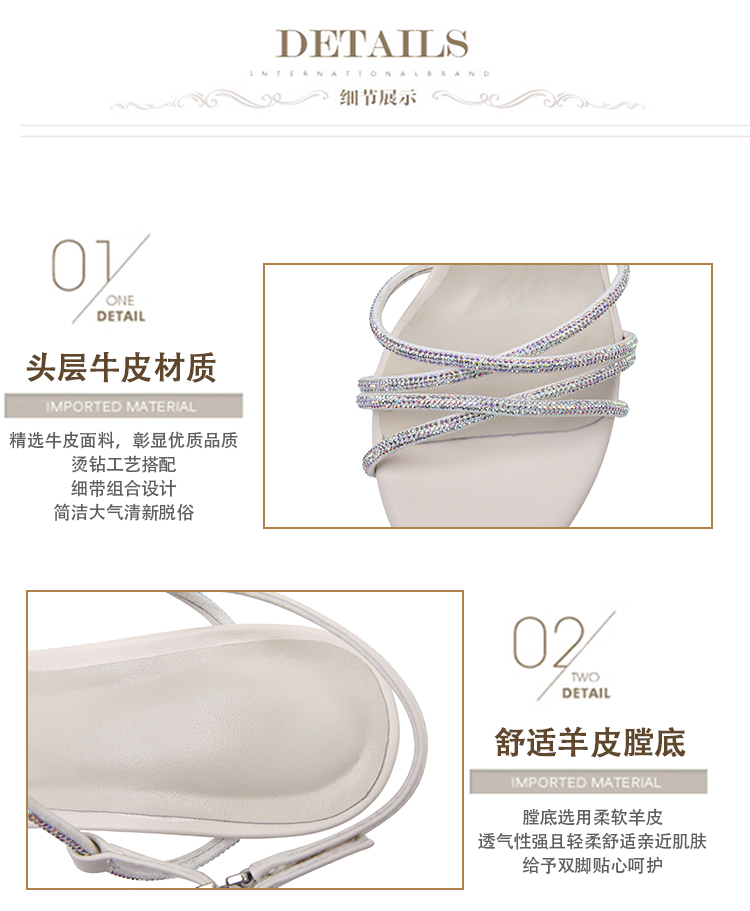 DETAILS
INTERNATIONALBRAND
细节展示
01
ONE
DETAIL
头层牛皮材质
IMPORTED MATERIAL
精选牛皮面料，彰显优质品质
烫钻工艺搭配
细带组合设计
简洁大气清新脱俗
02
TWO
DETAIL
舒适羊皮膛底
IMPORTED MATERIAL
膛底选用柔软羊皮
透气性强且轻柔舒适亲近肌肤
给予双脚贴心呵护